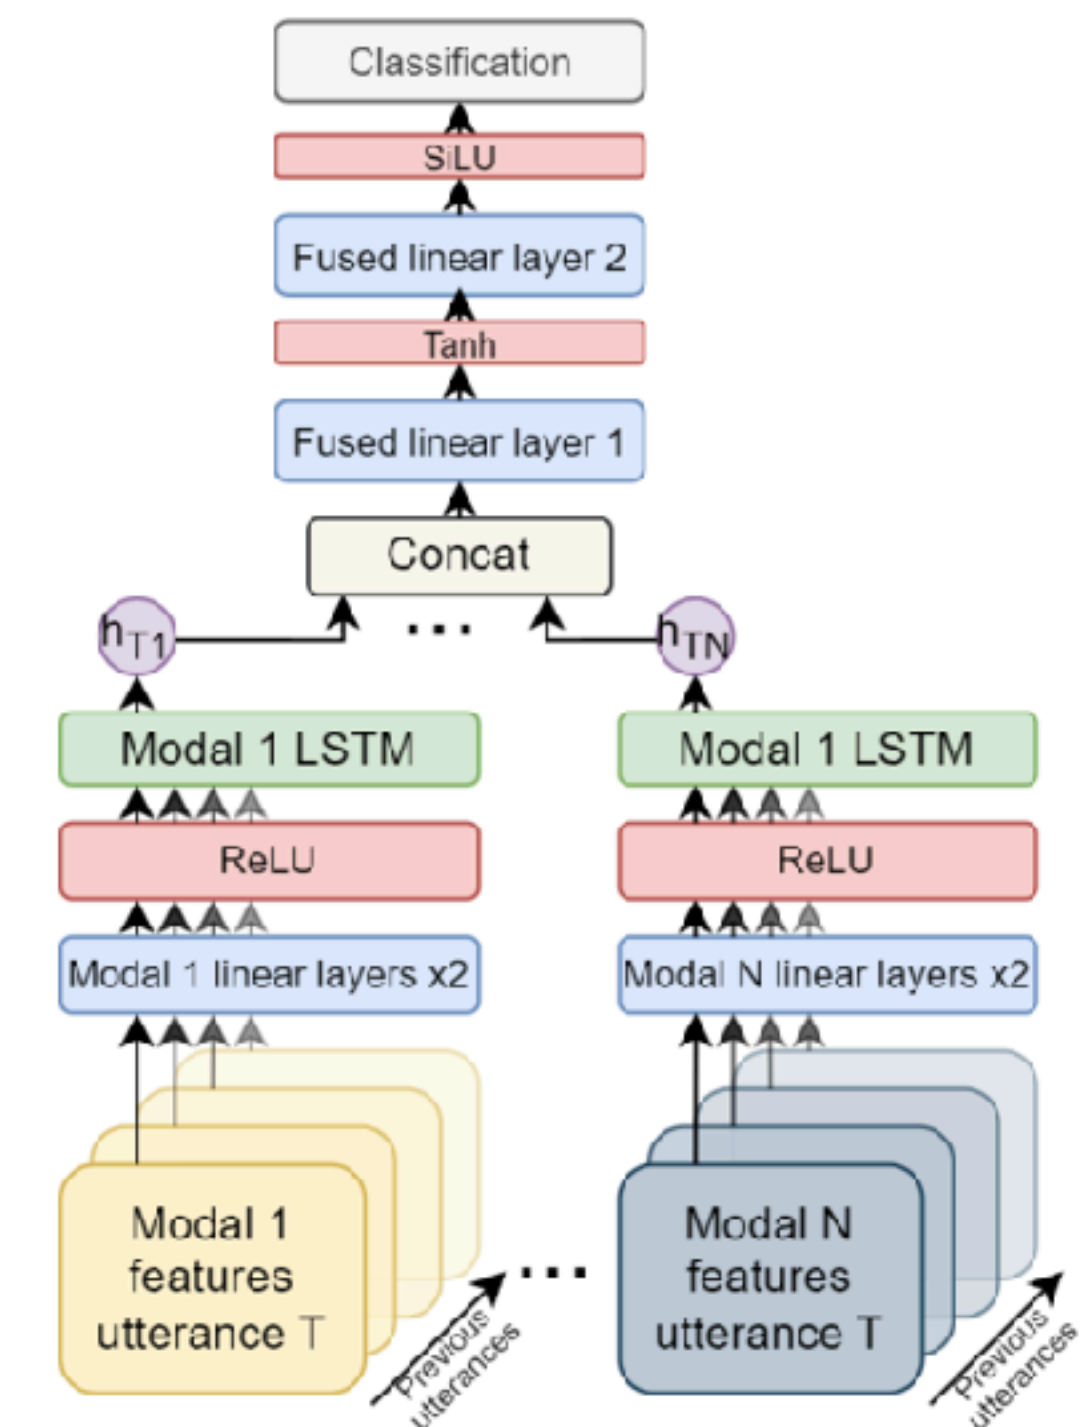 Classification
SiLU
Fused linear layer 2
Tanh
Fused linear layer 1
Concat
hT1
...
hTN
Modal 1 LSTM
Modal 1 LSTM
ReLU
ReLU
Modal 1 linear layers x2
Modal N linear layers x2
Modal 1
features
utterance T
Previous
utterances
...
Modal N
features
utterance T
Previous
utterances